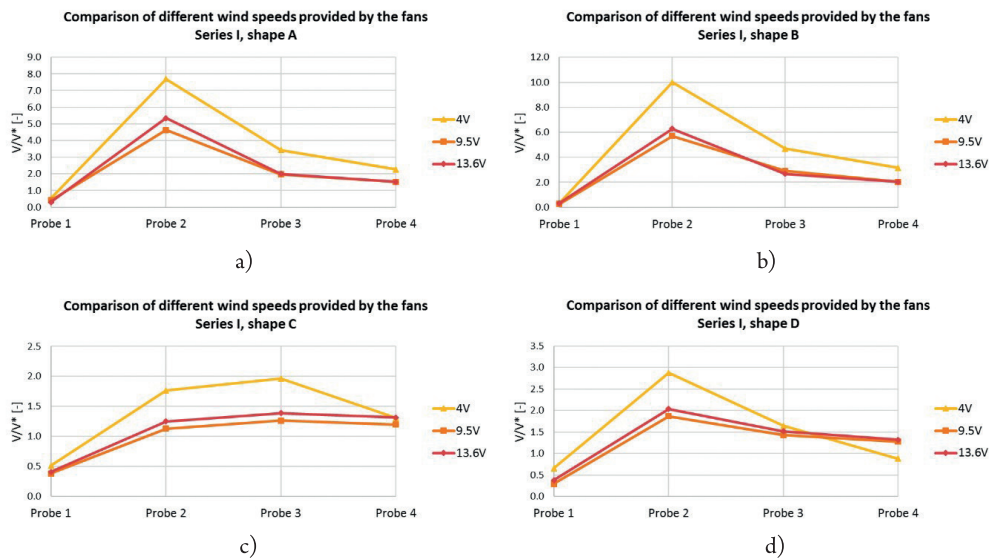 Comparison of different wind speeds provided by the fans
Series I, shape A
9.0
8.0
7.0
6.0
5.0
4.0
3.0
2.0
1.0
0.0
V/V* [-]
Probe 1 Probe 2 Probe 3 Probe 4
4V
9.5V
13.6V
a)
Comparison of different wind speeds provided by the fans
Series I, shape B
12.0
10.0
8.0
6.0
4.0
2.0
0.0
V/V* [-]
Probe 1 Probe 2 Probe 3 Probe 4
4V
9.5V
13.6V
b)
Comparison of different wind speeds provided by the fans
Series I, shape C
2.5
2.0
1.5
1.0
0.5
0.0
V/V* [-]
Probe 1 Probe 2 Probe 3 Probe 4
4V
9.5V
13.6V
c)
Comparison of different wind speeds provided by the fans
Series I, shape D
3.5
3.0
2.5
2.0
1.5
1.0
0.5
0.0
V/V* [-]
Probe 1 Probe 2 Probe 3 Probe 4
4V
9.5V
13.6V
d)